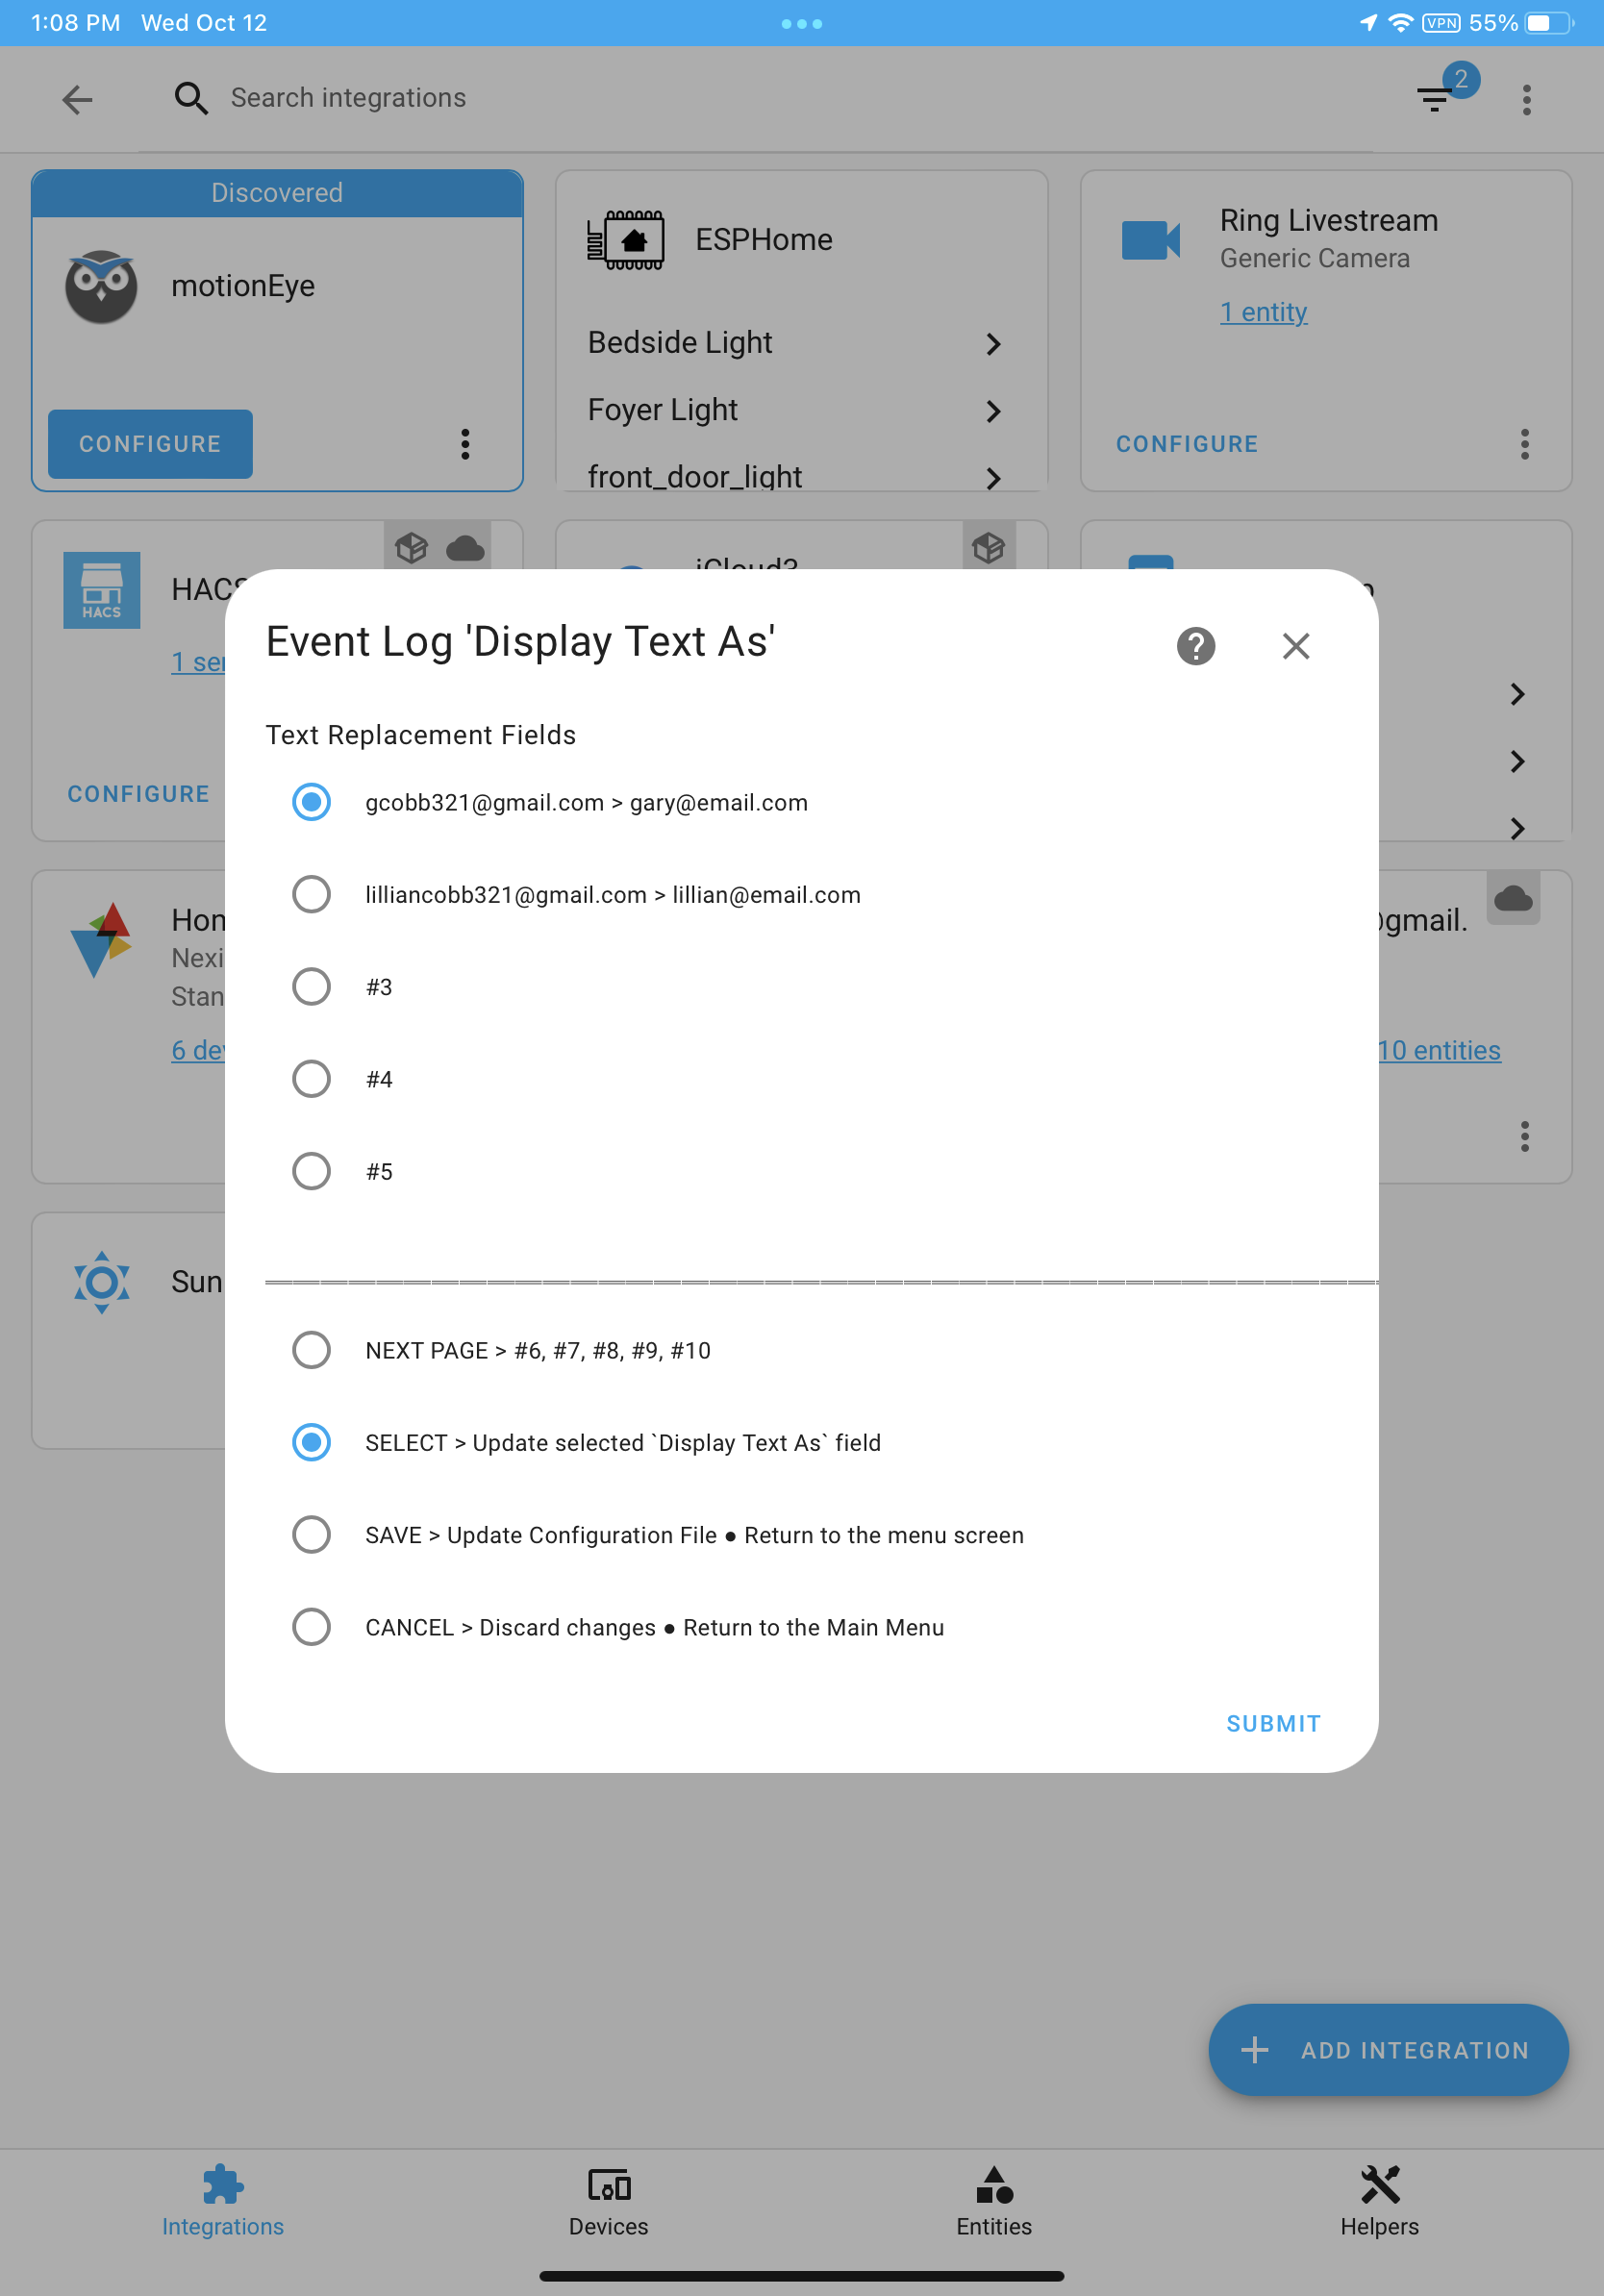 1:08 PM Wed Oct 12
VPN 55%
Search integrations
2
Discovered
motionEye
CONFIGURE
ESPHome
Bedside Light
Foyer Light
front_door_light
Ring Livestream
Generic Camera
1 entity
CONFIGURE
HACS
HACS
1 ser
CONFIGURE
iCloud3
Event Log 'Display Text As'
Text Replacement Fields
gcobb321@gmail.com > gary@email.com
lilliancobb321@gmail.com > lillian@email.com
#3
#4
#5
NEXT PAGE > #6, #7, #8, #9, #10
SELECT > Update selected `Display Text As` field
SAVE > Update Configuration File ● Return to the menu screen
CANCEL > Discard changes ● Return to the Main Menu
SUBMIT
Hon
Nexi
Stan
6 de
@gmail.
10 entities
Sun
ADD INTEGRATION
Integrations
Devices
Entities
Helpers